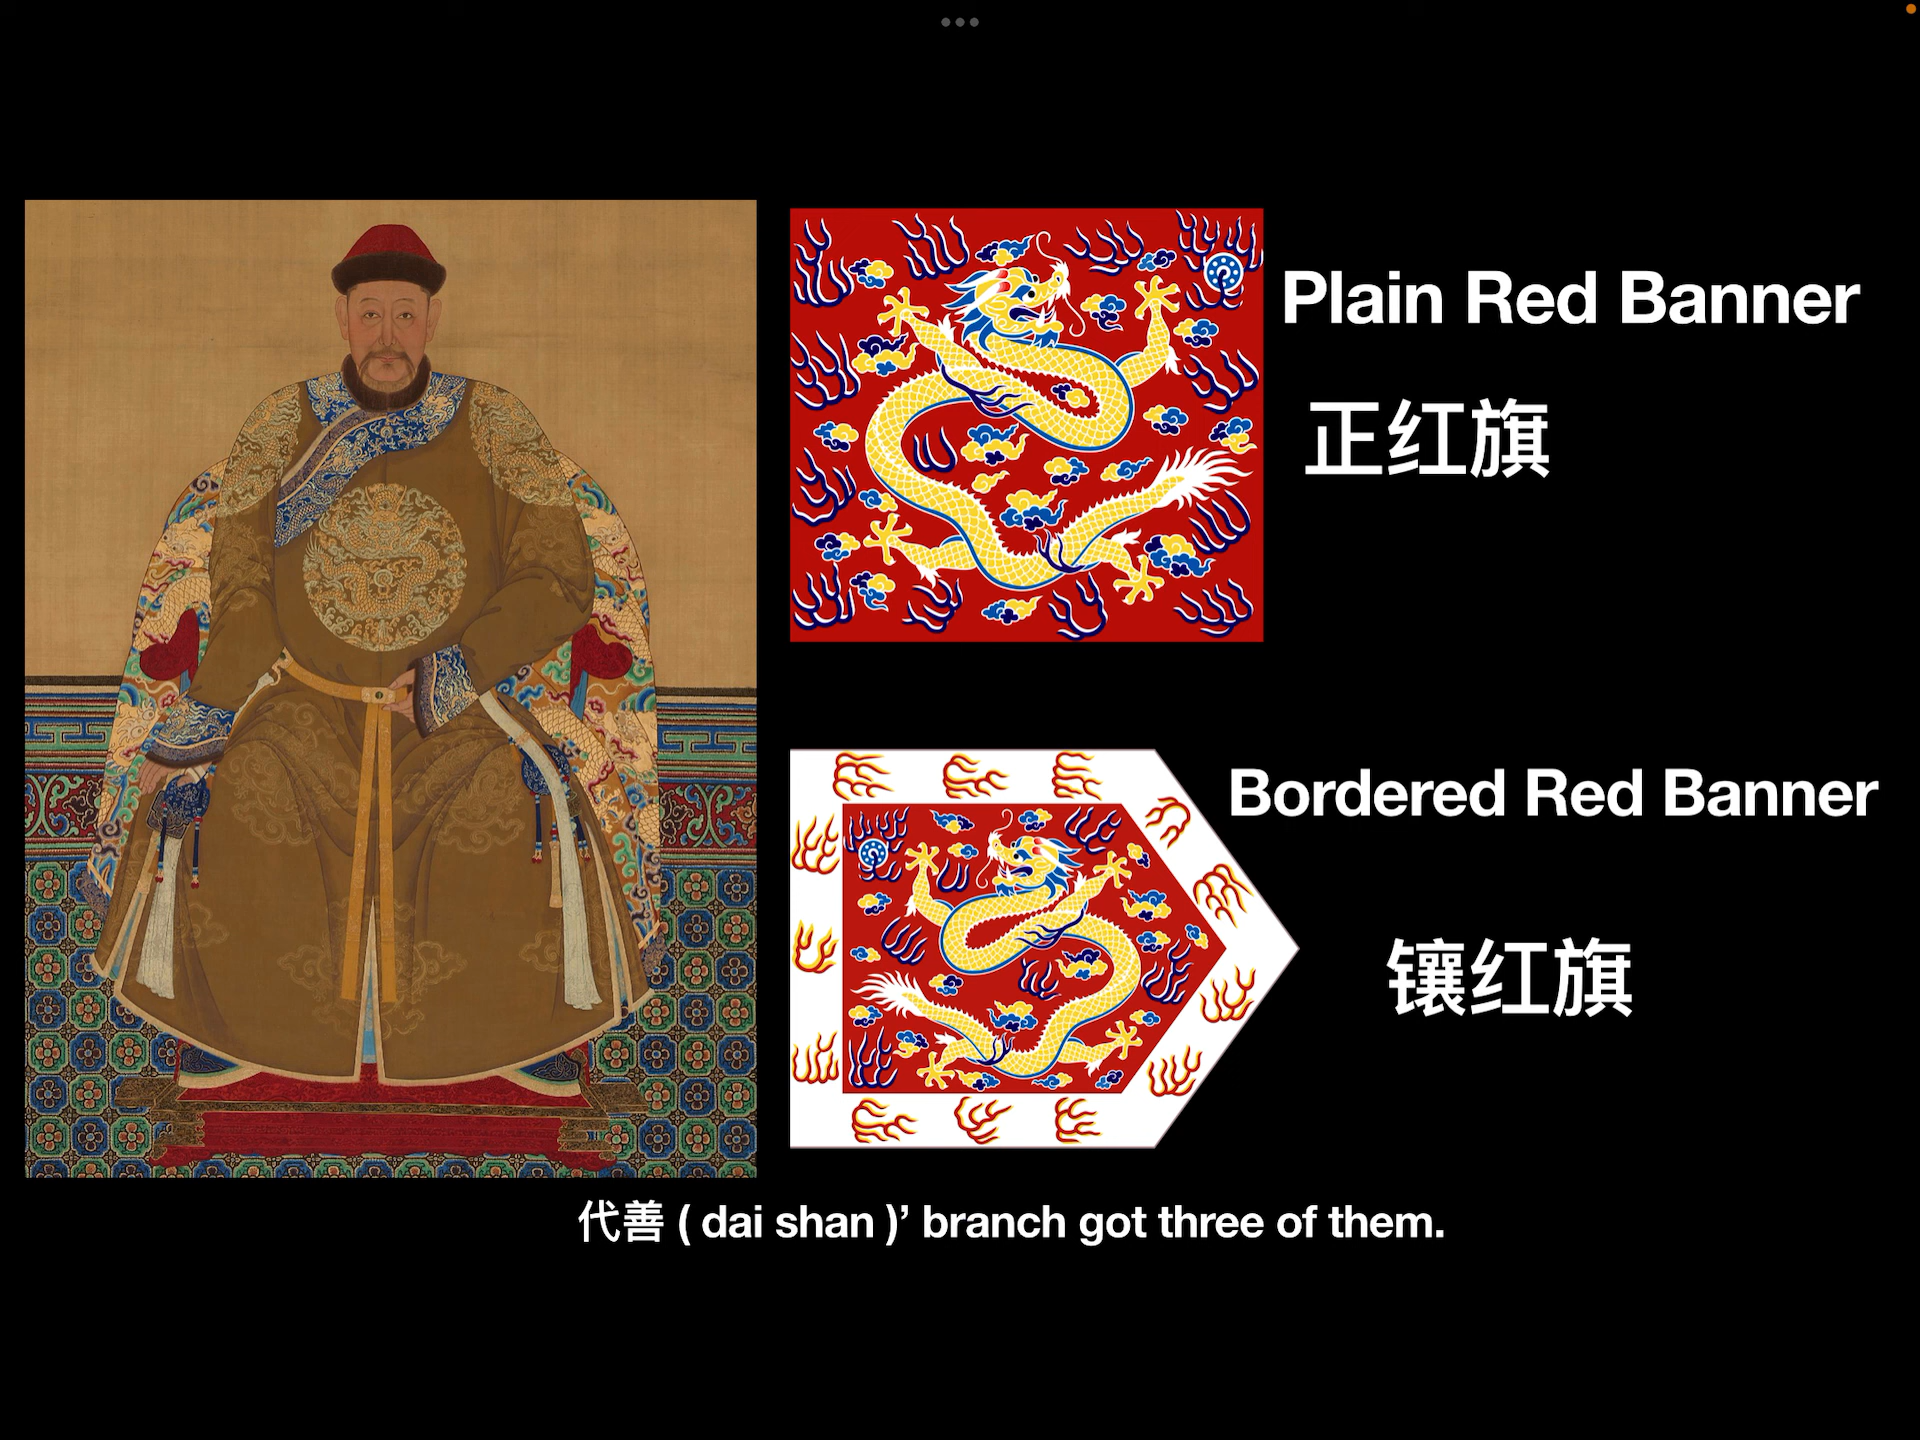 Plain Red Banner
正红旗
Bordered Red Banner
镶红旗
代善 ( dai shan )’ branch got three of them.